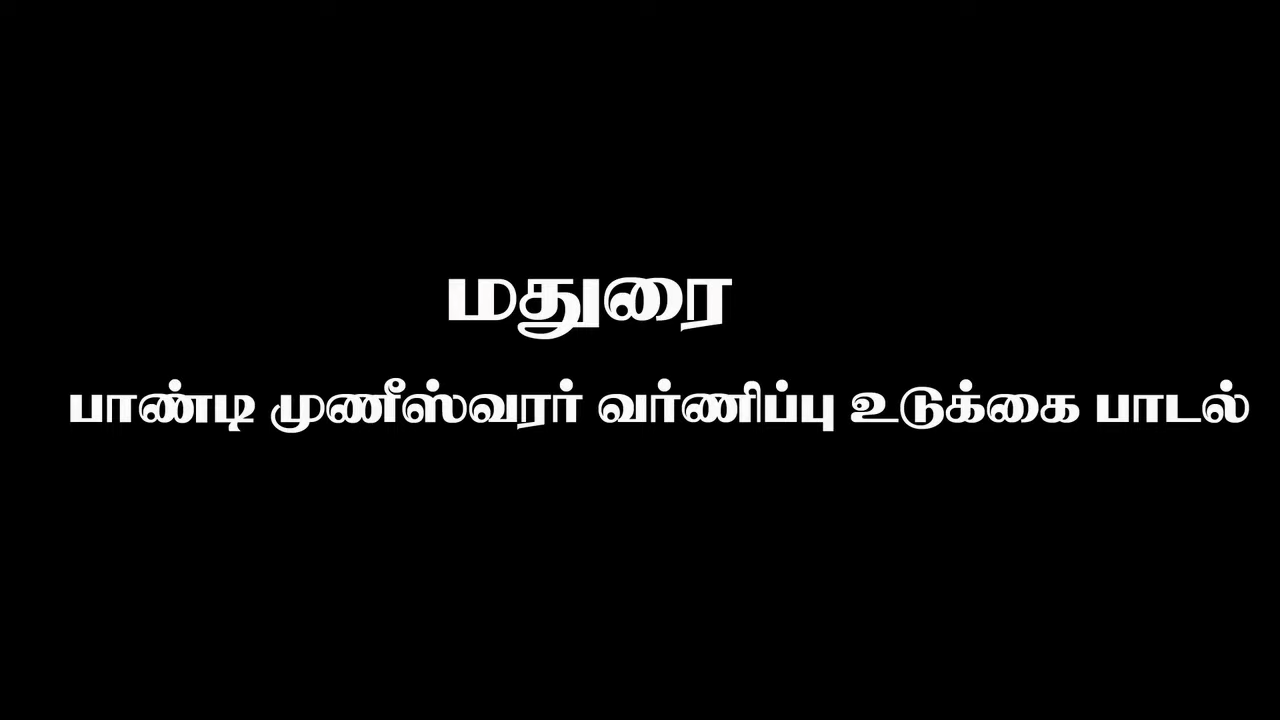 மதுரை
பாண்டி முணீஸ்வரர் வர்ணிப்பு உடுக்கை பாடல்